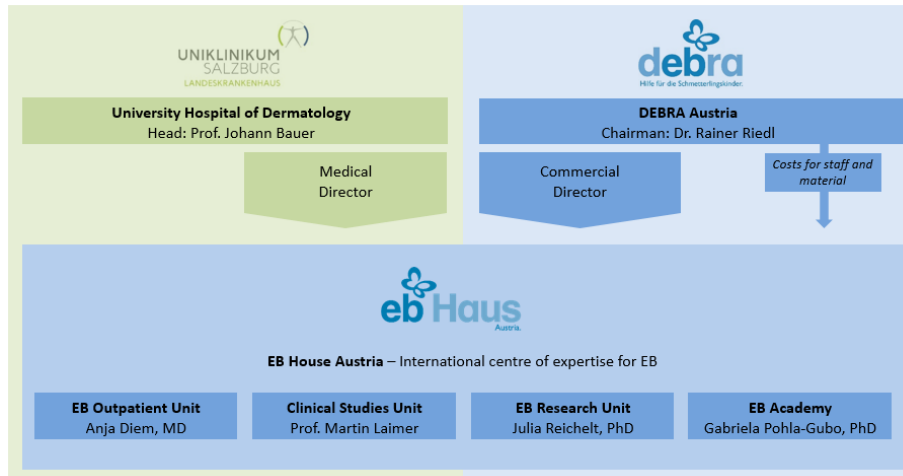 UNIKLINIKUM
SALZBURG
LANDESKRANKENHAUS
debra
Hilfe für die Schmetterlingskinder.
University Hospital of Dermatology
Head: Prof. Johann Bauer
DEBRA Austria
Chairman: Dr. Rainer Riedl
Medical
Director
Commercial
Director
Costs for staff and
material
eb Haus
Austria.
EB House Austria – International centre of expertise for EB
EB Outpatient Unit
Anja Diem, MD
Clinical Studies Unit
Prof. Martin Laimer
EB Research Unit
Julia Reichelt, PhD
EB Academy
Gabriela Pohla-Gubo, PhD